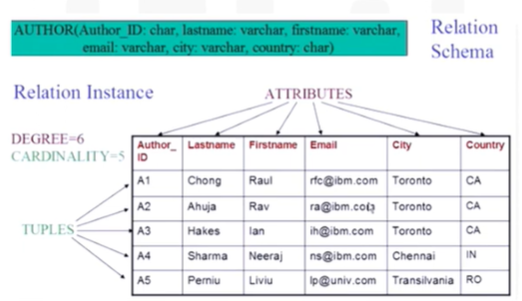 AUTHOR(Author_ID: char, lastname: varchar, firstname: varchar,
email: varchar, city: varchar, country: char)
Relation
Schema
Relation Instance
ATTRIBUTES
DEGREE=6
CARDINALITY=5
Author_ID Lastname Firstname Email City Country
A1 Chong Raul rfc@ibm.com Toronto CA
A2 Ahuja Rav ra@ibm.com Toronto CA
TUPLES
A3 Hakes Ian ih@ibm.com Toronto CA
A4 Sharma Neeraj ns@ibm.com Chennai IN
A5 Perniu Liviu lp@univ.com Transilvania RO